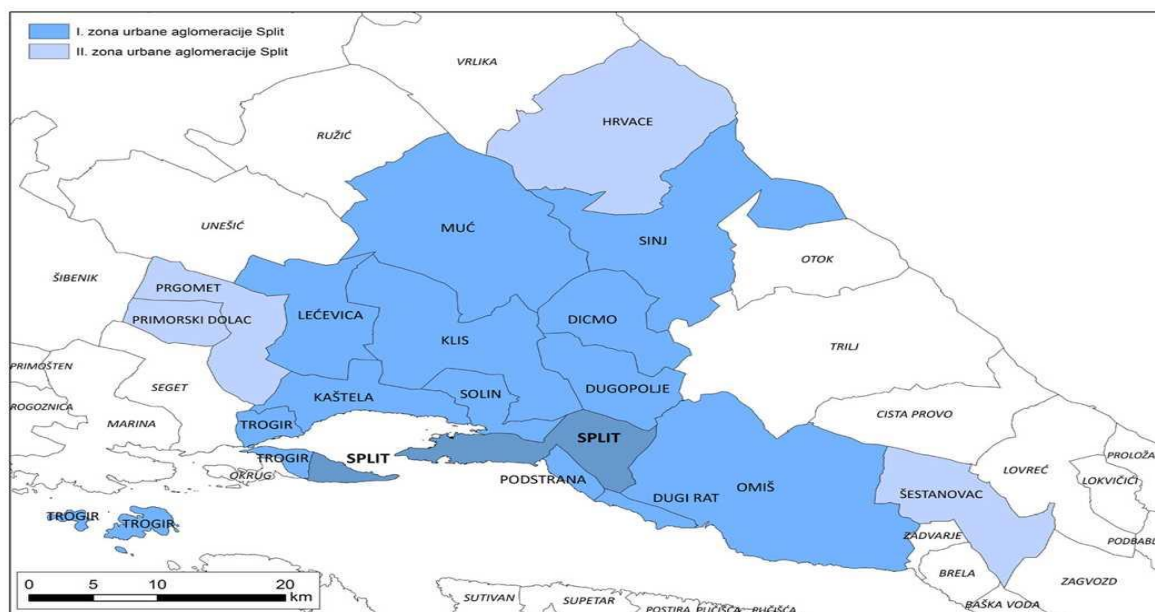 I. zona urbane aglomeracije Split
II. zona urbane aglomeracije Split
VRLIKA
HRVACE
RUŽIĆ
UNEŠIĆ
MUĆ
SINJ
ŠIBENIK
OTOK
PRGOMET
LEĆEVICA
PRIMORSKI DOLAC
DICMO
KLIS
TRILJ
PRIMOŠTEN
SEGET
DUGOPOLJE
ROGOZNICA
KAŠTELA
SOLIN
MARINA
CISTA PROVO
TROGIR
SPLIT
TROGIR
SPLIT
PROLOŽA
OKRUG
LOVREĆ
PODSTRANA
DUGI RAT
OMIŠ
ŠESTANOVAC
LOKVIČIĆI
TROGIR
TROGIR
ZADVARJE
PODBABL
BRELA
ZAGVOZD
0 5 10 20
km
SUTIVAN
SUPETAR
POSTIRA
PUČIŠĆA
PUČIŠĆA
BAŠKA VODA